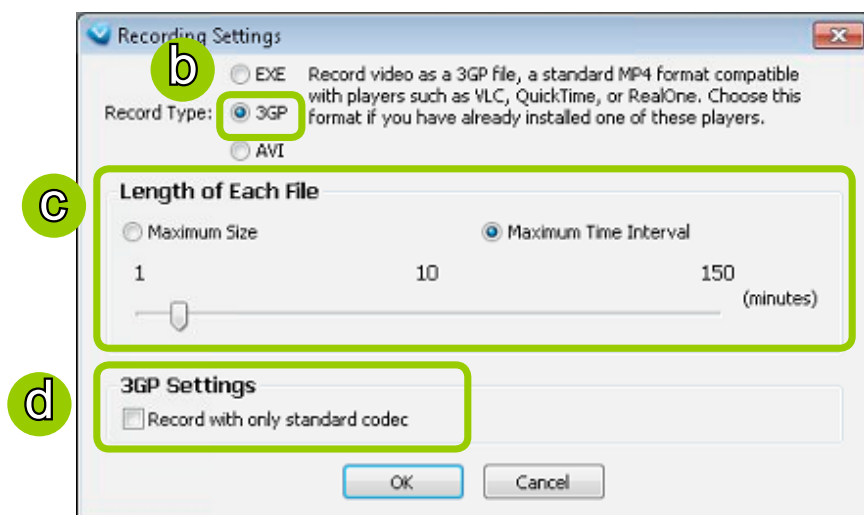 Recording Settings
b
EXE
Record video as a 3GP file, a standard MP4 format compatible
with players such as VLC, QuickTime, or RealOne. Choose this
format if you have already installed one of these players.
Record Type:
3GP
AVI
c
Length of Each File
Maximum Size
Maximum Time Interval
1 10 150
(minutes)
d
3GP Settings
Record with only standard codec
OK Cancel